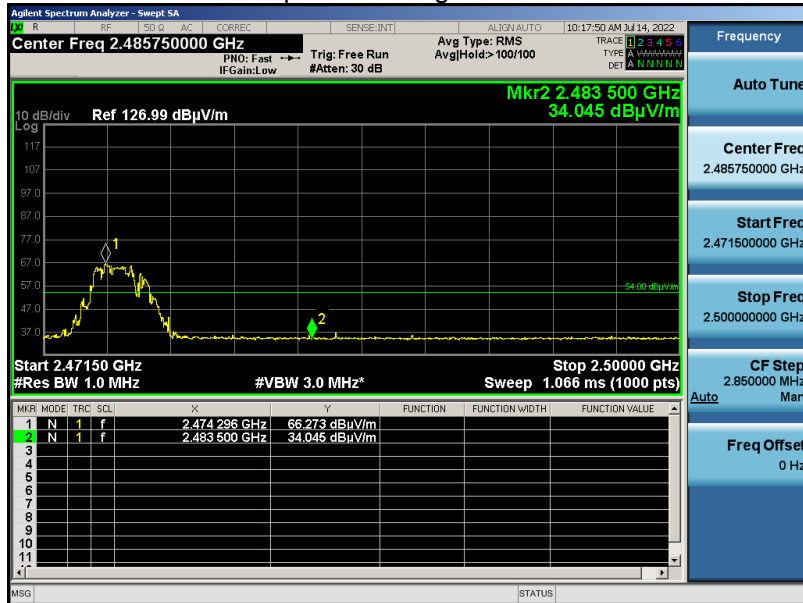 Agilent Spectrum Analyzer - Swept SA
LXI R RF 50 Ω AC CORREC SENSE:INT ALIGN AUTO 10:17:50 AM Jul 14, 2022
Center Freq 2.485750000 GHz
PNO: Fast
IFGain:Low
Trig: Free Run
#Atten: 30 dB
Avg Type: RMS
Avg|Hold:>100/100
TRACE 1 2 3 4 5 6
TYPE A WWWWW
DET A N N N N N
Mkr2 2.483 500 GHz
34.045 dBµV/m
10 dB/div Ref 126.99 dBµV/m
Log
117
107
97.0
87.0
77.0
67.0
57.0
47.0
37.0
1
2
54.00 dBµV/m
Start 2.47150 GHz Stop 2.50000 GHz
#Res BW 1.0 MHz #VBW 3.0 MHz* Sweep 1.066 ms (1000 pts)
MKR MODE TRC SCL X Y FUNCTION FUNCTION WIDTH FUNCTION VALUE
1 N 1 f 2.474 296 GHz 66.273 dBµV/m
2 N 1 f 2.483 500 GHz 34.045 dBµV/m
3
4
5
6
7
8
9
10
11
MSG STATUS
Frequency
Auto Tune
Center Freq
2.485750000 GHz
Start Freq
2.471500000 GHz
Stop Freq
2.500000000 GHz
CF Step
2.850000 MHz
Auto Man
Freq Offset
0 Hz